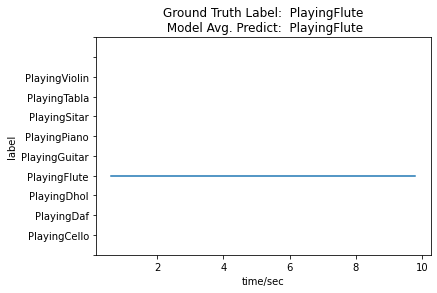 Ground Truth Label:  PlayingFlute
Model Avg. Predict:  PlayingFlute
PlayingViolin
PlayingTabla
PlayingSitar
PlayingPiano
PlayingGuitar
PlayingFlute
PlayingDhol
PlayingDaf
PlayingCello
label
2 4 6 8 10
time/sec